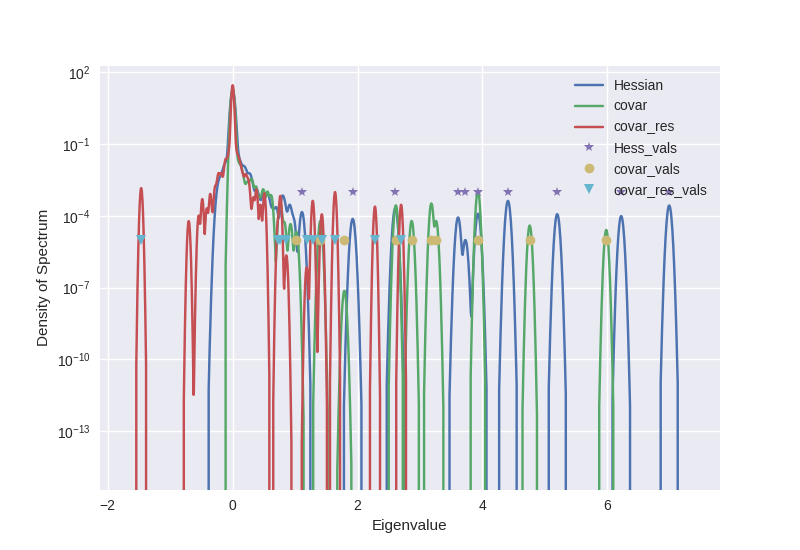 10^2
10^−1
10^−4
10^−7
10^−10
10^−13
Density of Spectrum
−2
0
2
4
6
Eigenvalue
Hessian
covar
covar_res
Hess_vals
covar_vals
covar_res_vals